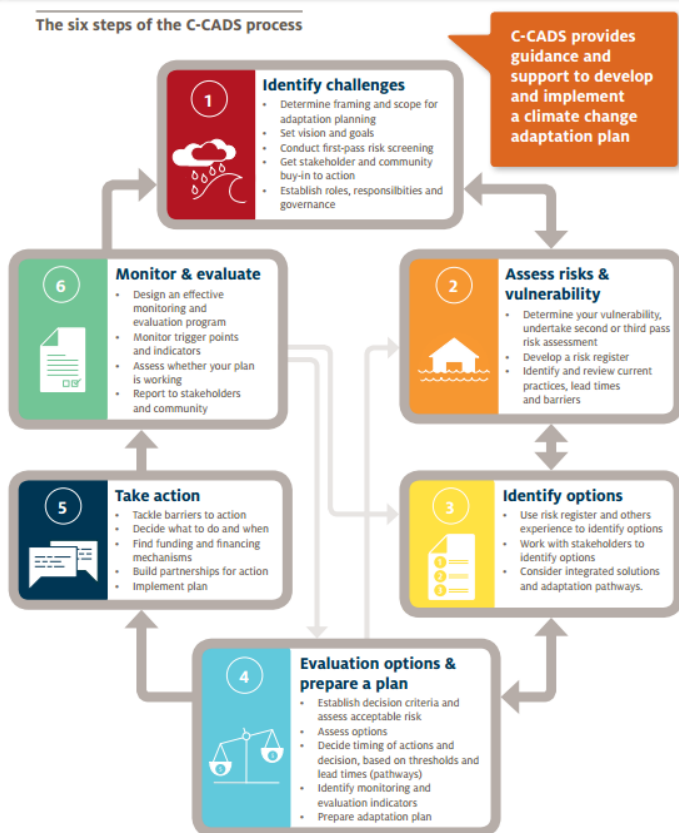 The six steps of the C-CADS process
C-CADS provides
guidance and
support to develop
and implement
a climate change
adaptation plan
1
Identify challenges
• Determine framing and scope for
adaptation planning
• Set vision and goals
• Conduct first-pass risk screening
• Get stakeholder and community
buy-in to action
• Establish roles, responsilbities and
governance
6
Monitor & evaluate
• Design an effective
monitoring and
evaluation program
• Monitor trigger points
and indicators
• Assess whether your plan
is working
• Report to stakeholders
and community
2
Assess risks &
vulnerability
• Determine your vulnerability,
undertake second or third pass
risk assessment
• Develop a risk register
• Identify and review current
practices, lead times
and barriers
5
Take action
• Tackle barriers to action
• Decide what to do and when
• Find funding and financing
mechanisms
• Build partnerships for action
• Implement plan
3
1
2
3
Identify options
• Use risk register and others
experience to identify options
• Work with stakeholders to
identify options
• Consider integrated solutions
and adaptation pathways.
4
Evaluation options &
prepare a plan
• Establish decision criteria and
assess acceptable risk
• Assess options
• Decide timing of actions and
decision, based on thresholds and
lead times (pathways)
• Identify monitoring and
evaluation indicators
• Prepare adaptation plan